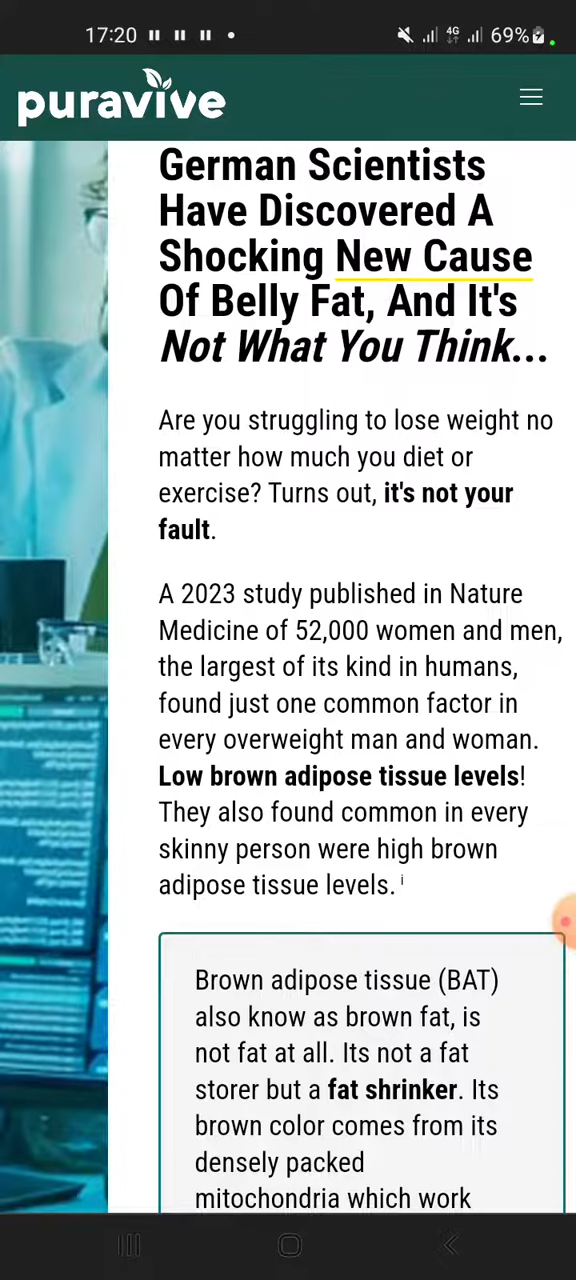 17:20
4G
69%
puravive
German Scientists
Have Discovered A
Shocking New Cause
Of Belly Fat, And It's
Not What You Think...
Are you struggling to lose weight no
matter how much you diet or
exercise? Turns out, it's not your
fault.
A 2023 study published in Nature
Medicine of 52,000 women and men,
the largest of its kind in humans,
found just one common factor in
every overweight man and woman.
Low brown adipose tissue levels!
They also found common in every
skinny person were high brown
adipose tissue levels. i
Brown adipose tissue (BAT)
also know as brown fat, is
not fat at all. Its not a fat
storer but a fat shrinker. Its
brown color comes from its
densely packed
mitochondria which work